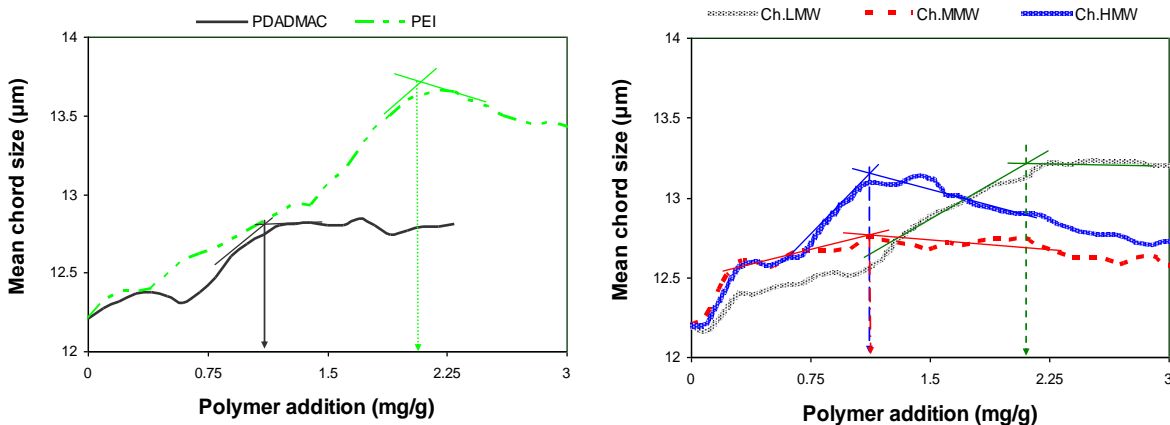 PDADMAC PEI
Mean chord size (µm)
14
13.5
13
12.5
12
0 0.75 1.5 2.25 3
Polymer addition (mg/g)
Ch.LMW Ch.MMW Ch.HMW
Mean chord size (µm)
14
13.5
13
12.5
12
0 0.75 1.5 2.25 3
Polymer addition (mg/g)